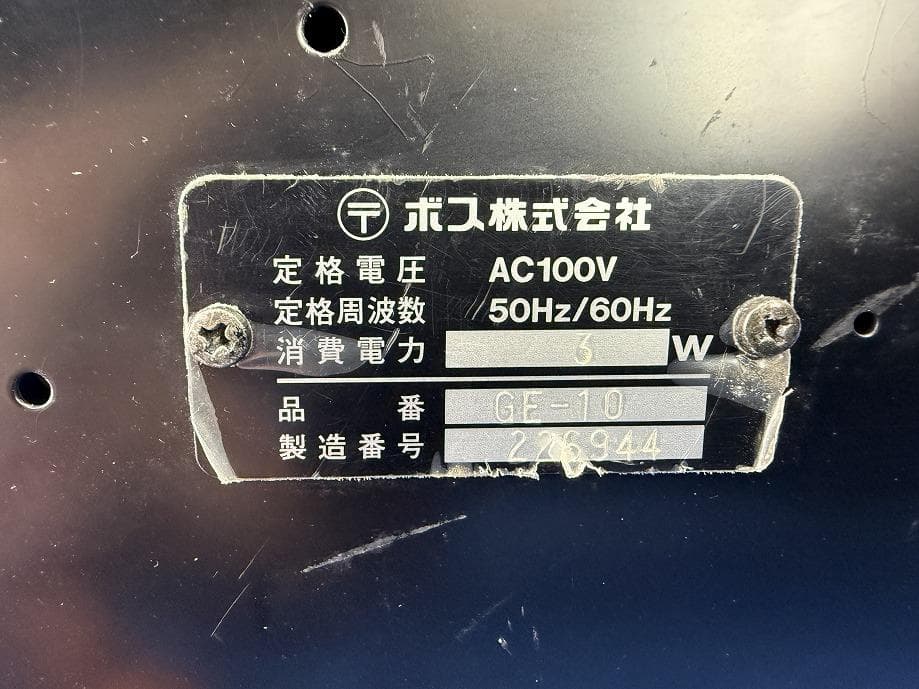 〒 ボス株式会社
定格電圧 AC100V
定格周波数 50Hz/60Hz
消費電力 6 W
品番 GE-10
製造番号 226944